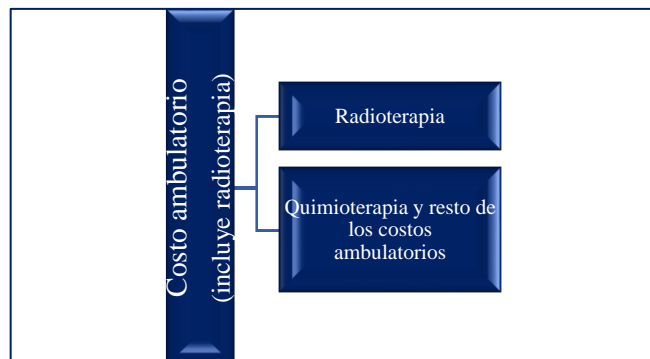 Costo ambulatorio
(incluye radioterapia)
Radioterapia
Quimioterapia y resto de
los costos
ambulatorios